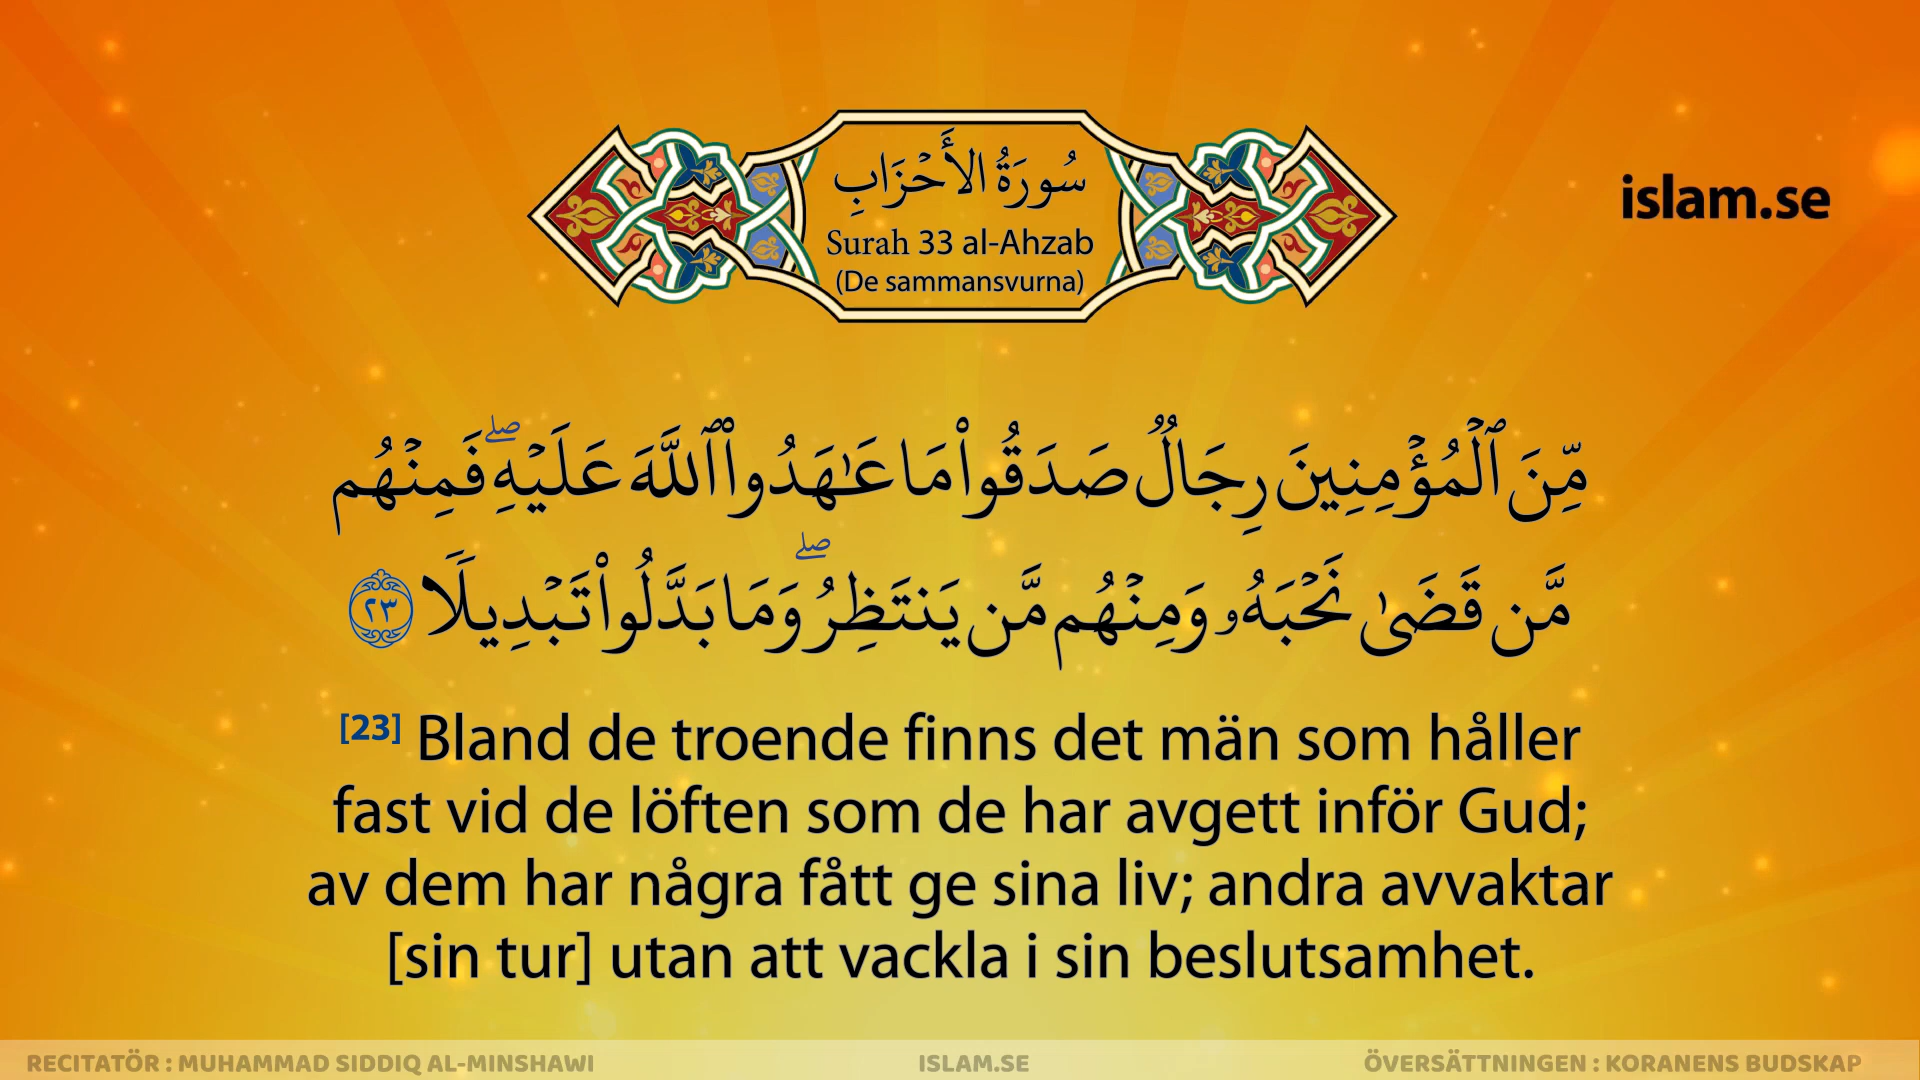 سُورَةُ الأَحْزَابِ
Surah 33 al-Ahzab
(De sammansvurna)
islam.se
مِّنَ ٱلْمُؤْمِنِينَ رِجَالٌ صَدَقُوا۟ مَا عَـٰهَدُوا۟ ٱللَّهَ عَلَيْهِ ۖ فَمِنْهُم
مَّن قَضَىٰ نَحْبَهُۥ وَمِنْهُم مَّن يَنتَظِرُ ۖ وَمَا بَدَّلُوا۟ تَبْدِيلًا ٢٣
[23] Bland de troende finns det män som håller
fast vid de löften som de har avgett inför Gud;
av dem har några fått ge sina liv; andra avvaktar
[sin tur] utan att vackla i sin beslutsamhet.
RECITATÖR : MUHAMMAD SIDDIQ AL-MINSHAWI
ISLAM.SE
ÖVERSÄTTNINGEN : KORANENS BUDSKAP